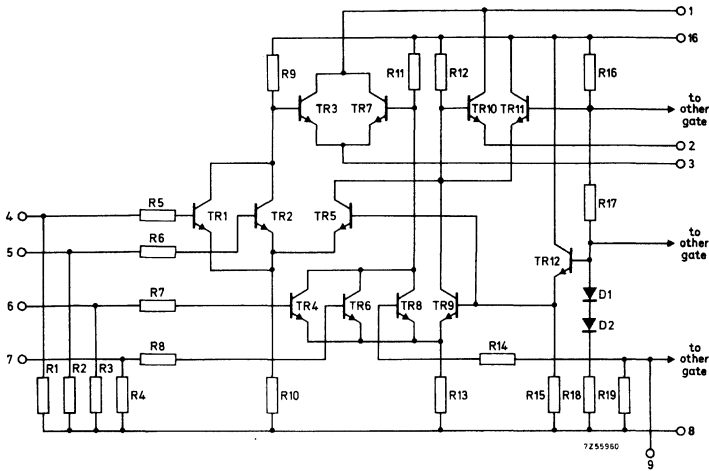 1
16
R9
R11
R12
R16
TR3
TR7
TR10
TR11
to
other
gate
2
3
R5
4
TR1
TR2
TR5
R17
R6
5
to
other
gate
TR12
R7
6
TR4
TR6
TR8
TR9
D1
D2
R8
7
R14
to
other
gate
R1
R2
R3
R4
R10
R13
R15
R18
R19
8
7Z55960
9